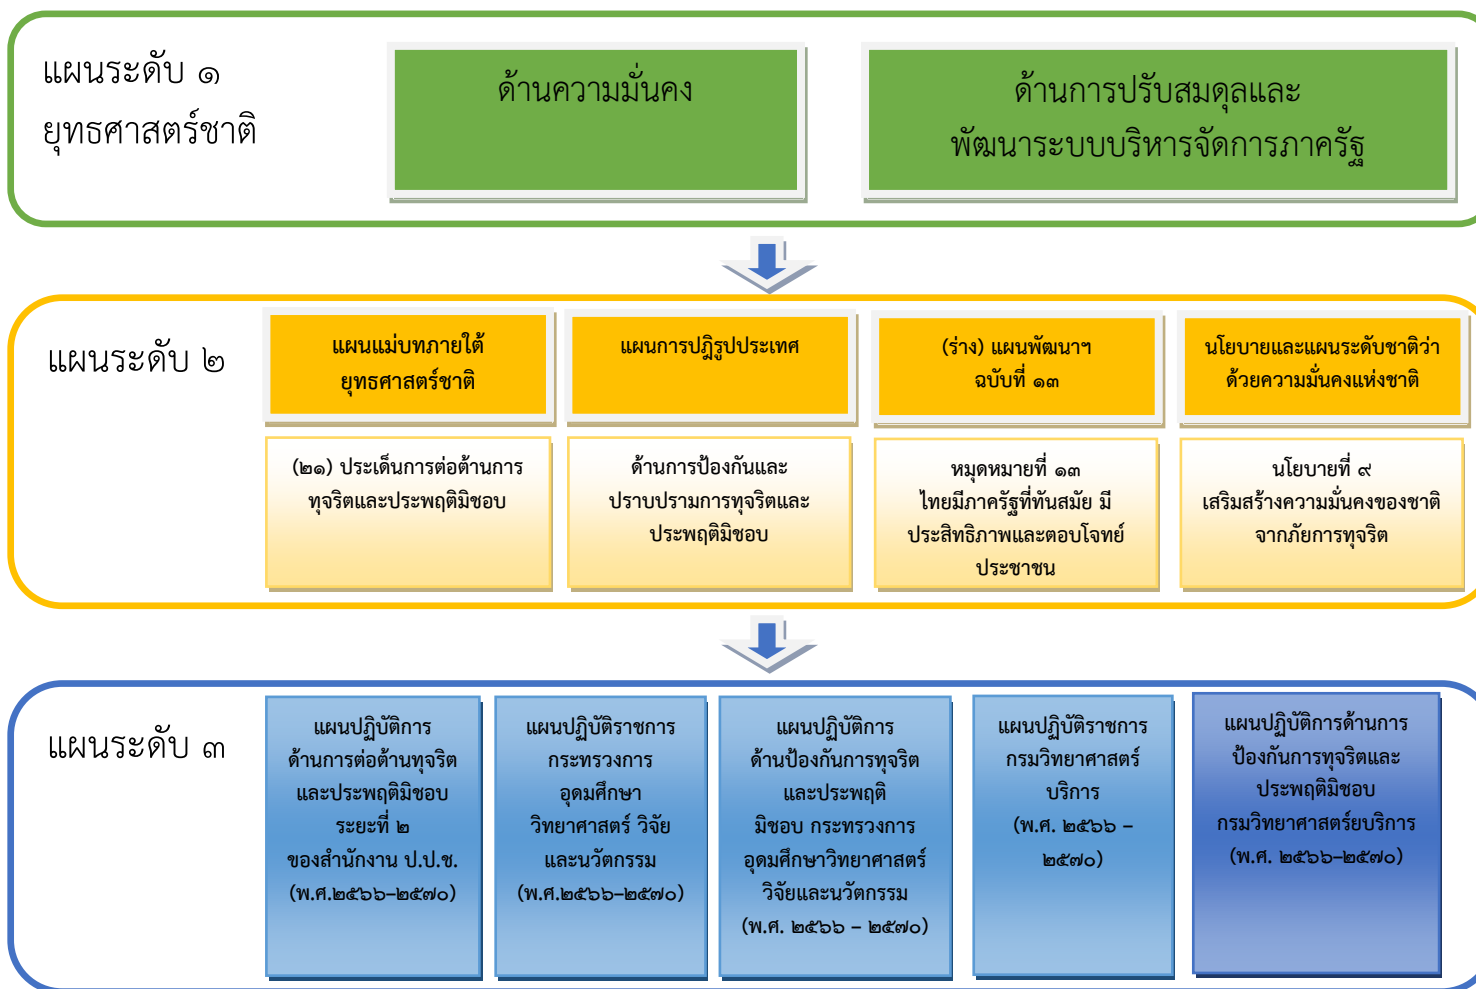 แผนระดับ ๑
ยุทธศาสตร์ชาติ
ด้านความมั่นคง
ด้านการปรับสมดุลและ
พัฒนาระบบบริหารจัดการภาครัฐ
แผนระดับ ๒
แผนแม่บทภายใต้
ยุทธศาสตร์ชาติ
แผนการปฎิรูปประเทศ
(ร่าง) แผนพัฒนาฯ
ฉบับที่ ๑๓
นโยบายและแผนระดับชาติว่า
ด้วยความมั่นคงแห่งชาติ
(๒๑) ประเด็นการต่อต้านการ
ทุจริตและประพฤติมิชอบ
ด้านการป้องกันและ
ปราบปรามการทุจริตและ
ประพฤติมิชอบ
หมุดหมายที่ ๑๓
ไทยมีภาครัฐที่ทันสมัย มี
ประสิทธิภาพและตอบโจทย์
ประชาชน
นโยบายที่ ๙
เสริมสร้างความมั่นคงของชาติ
จากภัยการทุจริต
แผนระดับ ๓
แผนปฏิบัติการ
ด้านการต่อต้านทุจริต
และประพฤติมิชอบ
ระยะที่ ๒
ของสำนักงาน ป.ป.ช.
(พ.ศ.๒๕๖๖–๒๕๗๐)
แผนปฏิบัติราชการ
กระทรวงการ
อุดมศึกษา
วิทยาศาสตร์ วิจัย
และนวัตกรรม
(พ.ศ.๒๕๖๖–๒๕๗๐)
แผนปฏิบัติการ
ด้านป้องกันการทุจริต
และประพฤติ
มิชอบ กระทรวงการ
อุดมศึกษาวิทยาศาสตร์
วิจัยและนวัตกรรม
(พ.ศ. ๒๕๖๖ – ๒๕๗๐)
แผนปฏิบัติราชการ
กรมวิทยาศาสตร์
บริการ
(พ.ศ. ๒๕๖๖ –
๒๕๗๐)
แผนปฏิบัติการด้านการ
ป้องกันการทุจริตและ
ประพฤติมิชอบ
กรมวิทยาศาสตร์ยบริการ
(พ.ศ. ๒๕๖๖–๒๕๗๐)